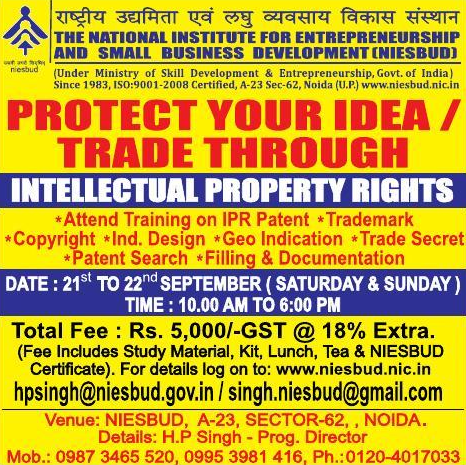 राष्ट्रीय उद्यमिता एवं लघु व्यवसाय विकास संस्थान
THE NATIONAL INSTITUTE FOR ENTREPRENEURSHIP
AND SMALL BUSINESS DEVELOPMENT (NIESBUD)
niesbud
(Under Ministry of Skill Development & Entrepreneurship, Govt. of India)
Since 1983, ISO:9001-2008 Certified, A-23 Sec-62, Noida (U.P.) www.niesbud.nic.in
PROTECT YOUR IDEA /
TRADE THROUGH
INTELLECTUAL PROPERTY RIGHTS
*Attend Training on IPR Patent *Trademark
*Copyright *Ind. Design *Geo Indication *Trade Secret
*Patent Search *Filling & Documentation
DATE : 21st TO 22nd SEPTEMBER ( SATURDAY & SUNDAY )
TIME : 10.00 AM TO 6:00 PM
Total Fee : Rs. 5,000/-GST @ 18% Extra.
(Fee Includes Study Material, Kit, Lunch, Tea & NIESBUD
Certificate). For details log on to: www.niesbud.nic.in
hpsingh@niesbud.gov.in / singh.niesbud@gmail.com
Venue: NIESBUD, A-23, SECTOR-62, , NOIDA.
Details: H.P Singh - Prog. Director
Mob.: 0987 3465 520, 0995 3981 416, Ph.:0120-4017033